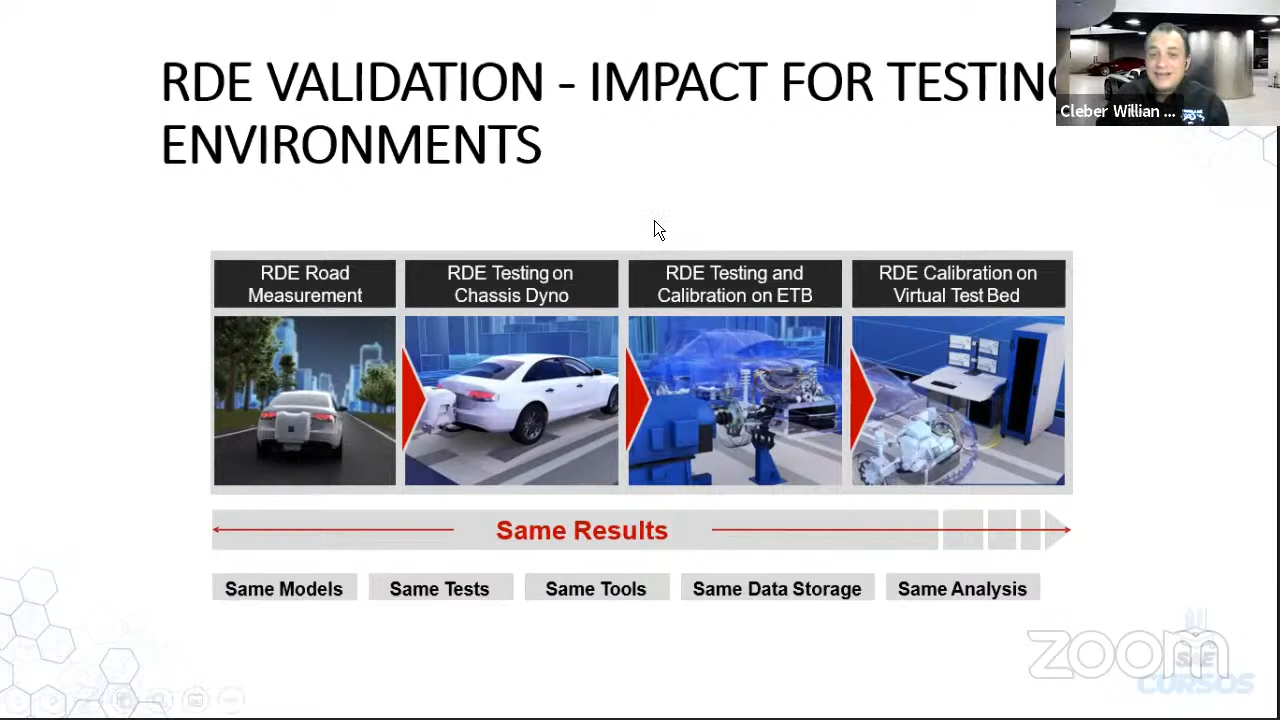 RDE VALIDATION - IMPACT FOR TESTING
ENVIRONMENTS
Cleber Willian ...
RDE Road
Measurement
RDE Testing on
Chassis Dyno
RDE Testing and
Calibration on ETB
RDE Calibration on
Virtual Test Bed
Same Results
Same Models
Same Tests
Same Tools
Same Data Storage
Same Analysis
zoom
SAE
CURSOS